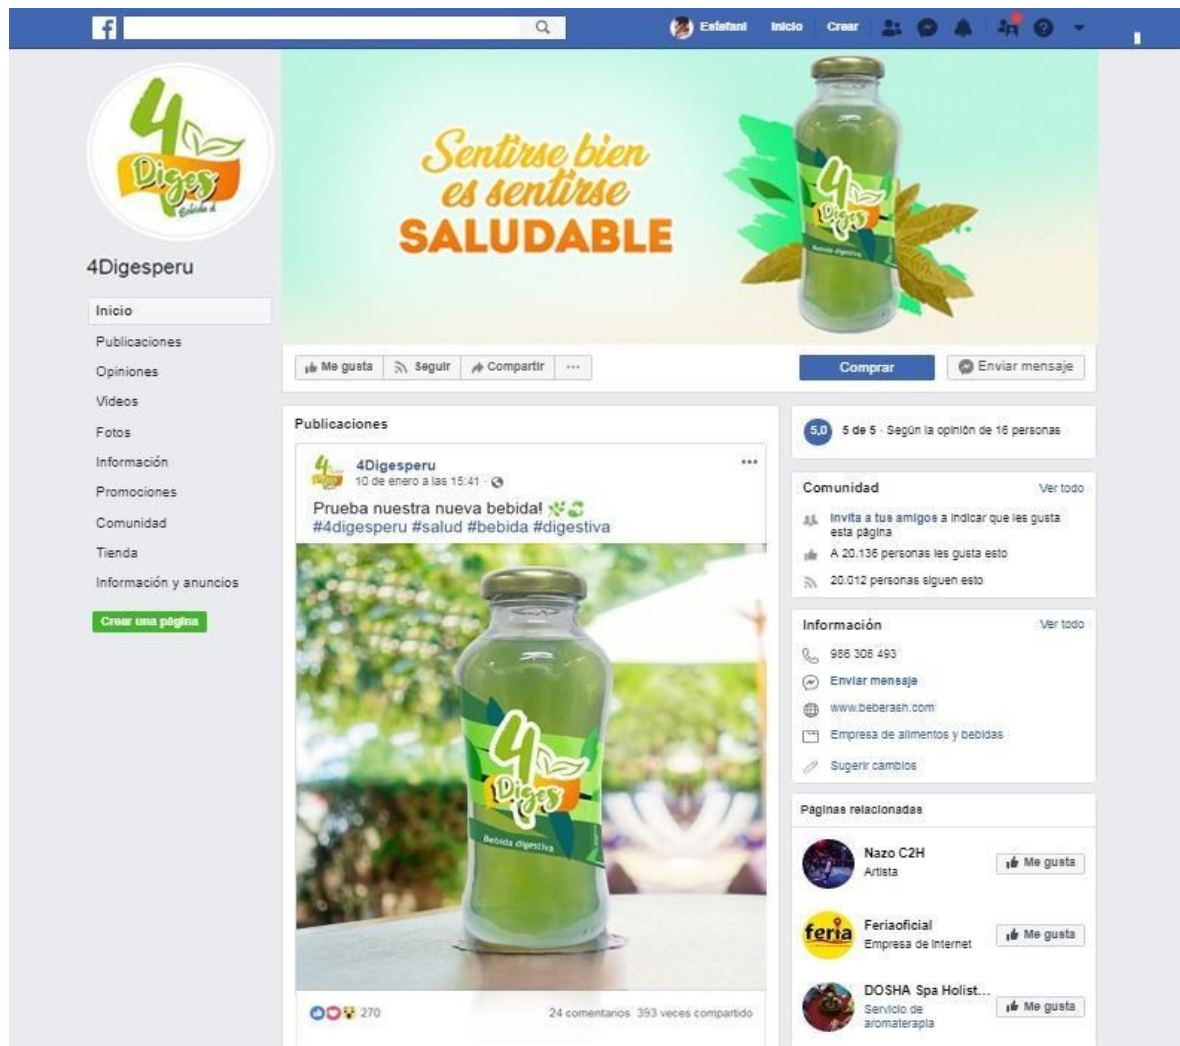 Estefani
Inicio
Crear
4
Diges
Bebida d
4Digesperu
Inicio
Publicaciones
Opiniones
Videos
Fotos
Información
Promociones
Comunidad
Tienda
Información y anuncios
Crear una página
Sentirse bien
es sentirse
SALUDABLE
4
Diges
Bebida digestiva
Me gusta
Seguir
Compartir
Comprar
Enviar mensaje
Publicaciones
4Digesperu
10 de enero a las 15:41
Prueba nuestra nueva bebida!
#4digesperu #salud #bebida #digestiva
4
Diges
Bebida digestiva
270
24 comentarios 393 veces compartido
5,0 5 de 5 · Según la opinión de 16 personas
Comunidad
Ver todo
Invita a tus amigos a indicar que les gusta
esta página
A 20.136 personas les gusta esto
20.012 personas siguen esto
Información
Ver todo
986 306 493
Enviar mensaje
www.beberash.com
Empresa de alimentos y bebidas
Sugerir cambios
Páginas relacionadas
Nazo C2H
Artista
Me gusta
feria
Feriaoficial
Empresa de Internet
Me gusta
DOSHA Spa Holist...
Servicio de
aromaterapia
Me gusta